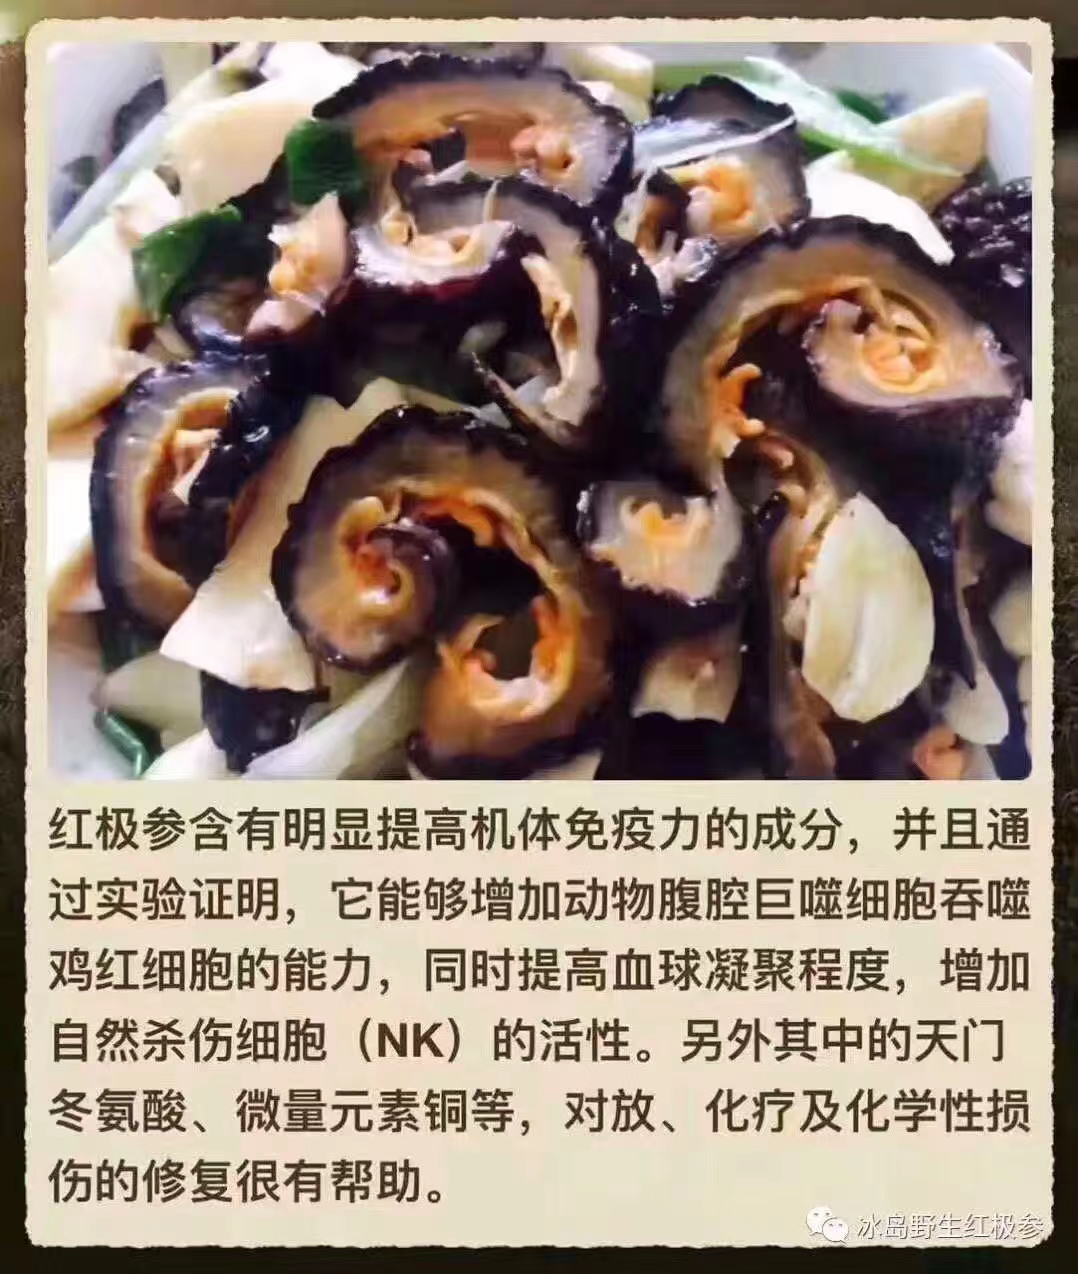 红极参含有明显提高机体免疫力的成分，并且通
过实验证明，它能够增加动物腹腔巨噬细胞吞噬
鸡红细胞的能力，同时提高血球凝聚程度，增加
自然杀伤细胞（NK）的活性。另外其中的天门
冬氨酸、微量元素铜等，对放、化疗及化学性损
伤的修复很有帮助。
冰岛野生红极参